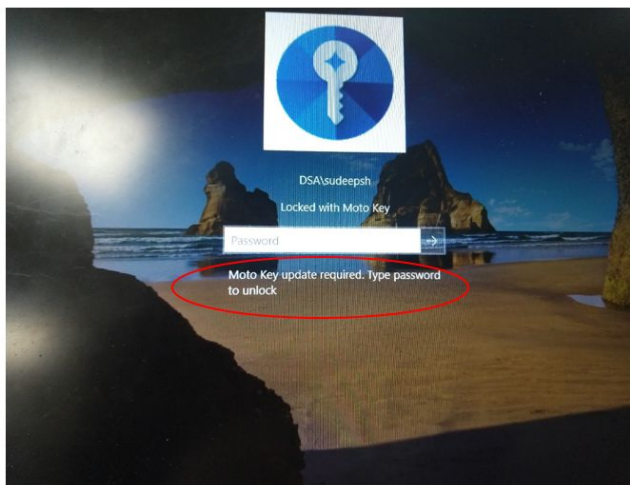 DSA\sudeepsh
Locked with Moto Key
Password
Moto Key update required. Type password
to unlock